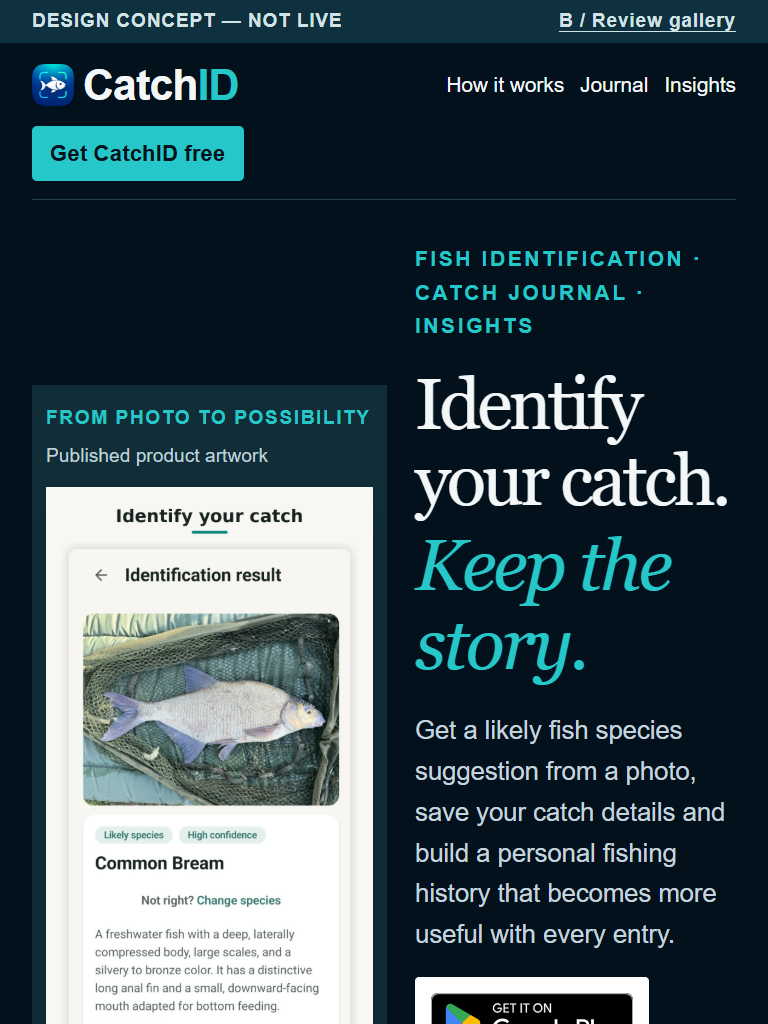 DESIGN CONCEPT — NOT LIVE
B / Review gallery
CatchID
How it works
Journal
Insights
Get CatchID free
FROM PHOTO TO POSSIBILITY
Published product artwork
Identify your catch
Identification result
Likely species
High confidence
Common Bream
Not right? Change species
A freshwater fish with a deep, laterally
compressed body, large scales, and a
silvery to bronze color. It has a distinctive
long anal fin and a small, downward-facing
mouth adapted for bottom feeding.
FISH IDENTIFICATION ·
CATCH JOURNAL ·
INSIGHTS
Identify
your catch.
Keep the
story.
Get a likely fish species
suggestion from a photo,
save your catch details and
build a personal fishing
history that becomes more
useful with every entry.
GET IT ON